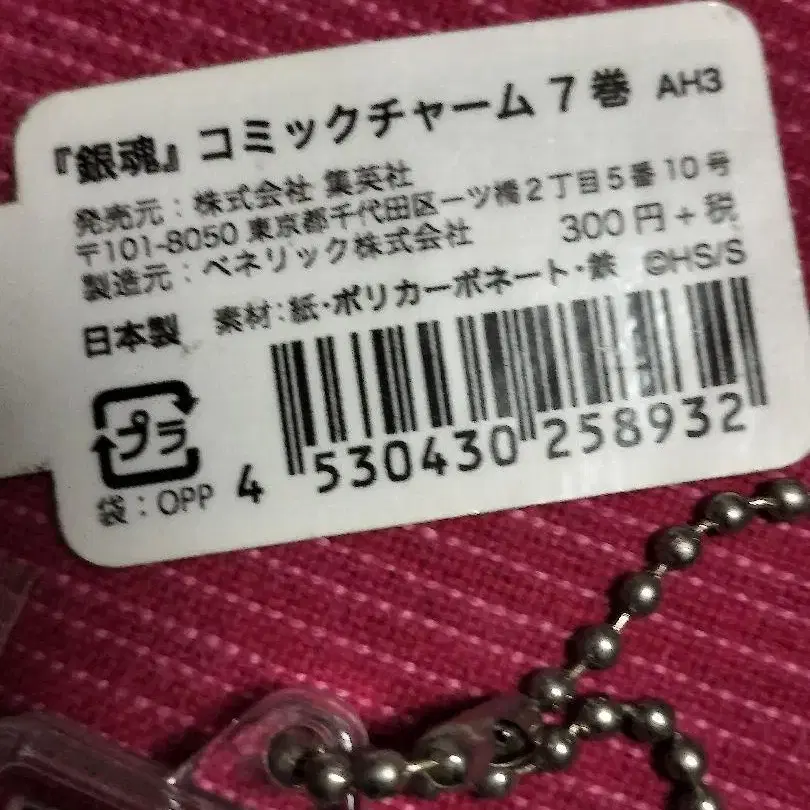 『銀魂』コミックチャーム 7 巻 AH3
発売元:株式会社 集英社
〒101-8050 東京都千代田区一ツ橋2丁目5番10号
製造元:ベネリック株式会社 300円+税
日本製 素材:紙・ポリカーボネート・鉄 ©HS/S
プラ
袋:OPP
4 530430 258932